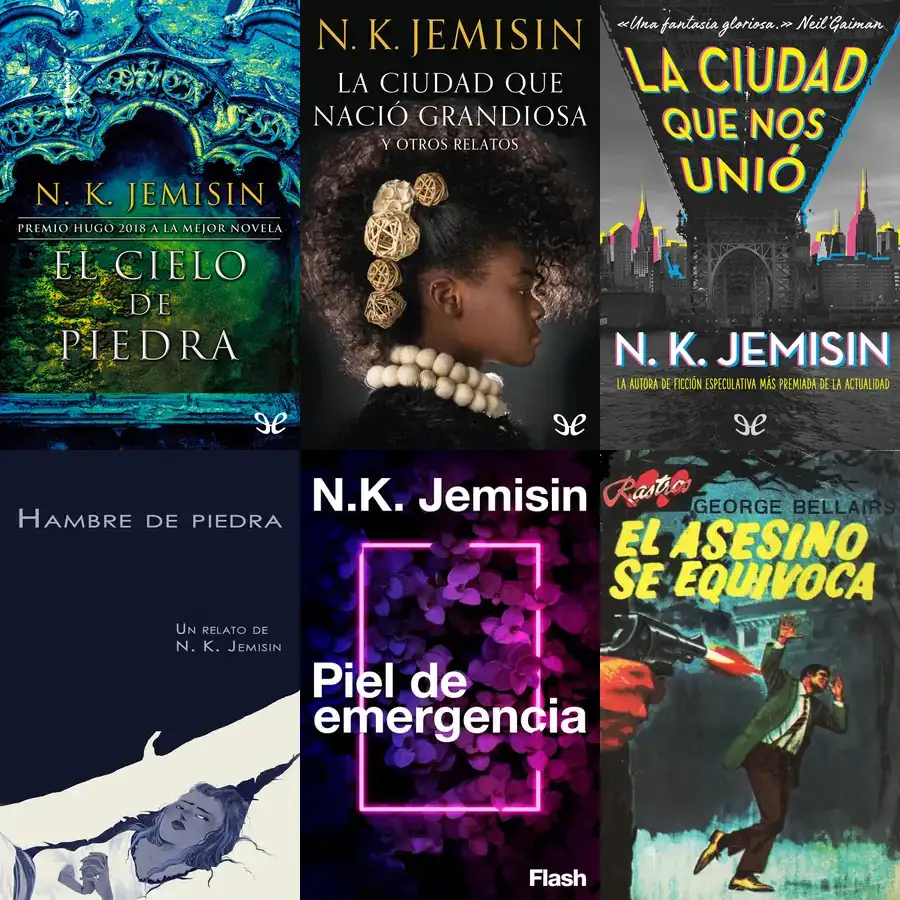 N. K. JEMISIN
PREMIO HUGO 2018 A LA MEJOR NOVELA
EL CIELO
DE
PIEDRA
N. K. JEMISIN
LA CIUDAD QUE
NACIÓ GRANDIOSA
Y OTROS RELATOS
«Una fantasía gloriosa.» Neil Gaiman
LA CIUDAD
QUE NOS
UNIÓ
N. K. JEMISIN
LA AUTORA DE FICCIÓN ESPECULATIVA MÁS PREMIADA DE LA ACTUALIDAD
HAMBRE DE PIEDRA
UN RELATO DE
N. K. JEMISIN
N.K. Jemisin
Piel de
emergencia
Flash
Rastros
GEORGE BELLAIRS
EL ASESINO
SE EQUIVOCA